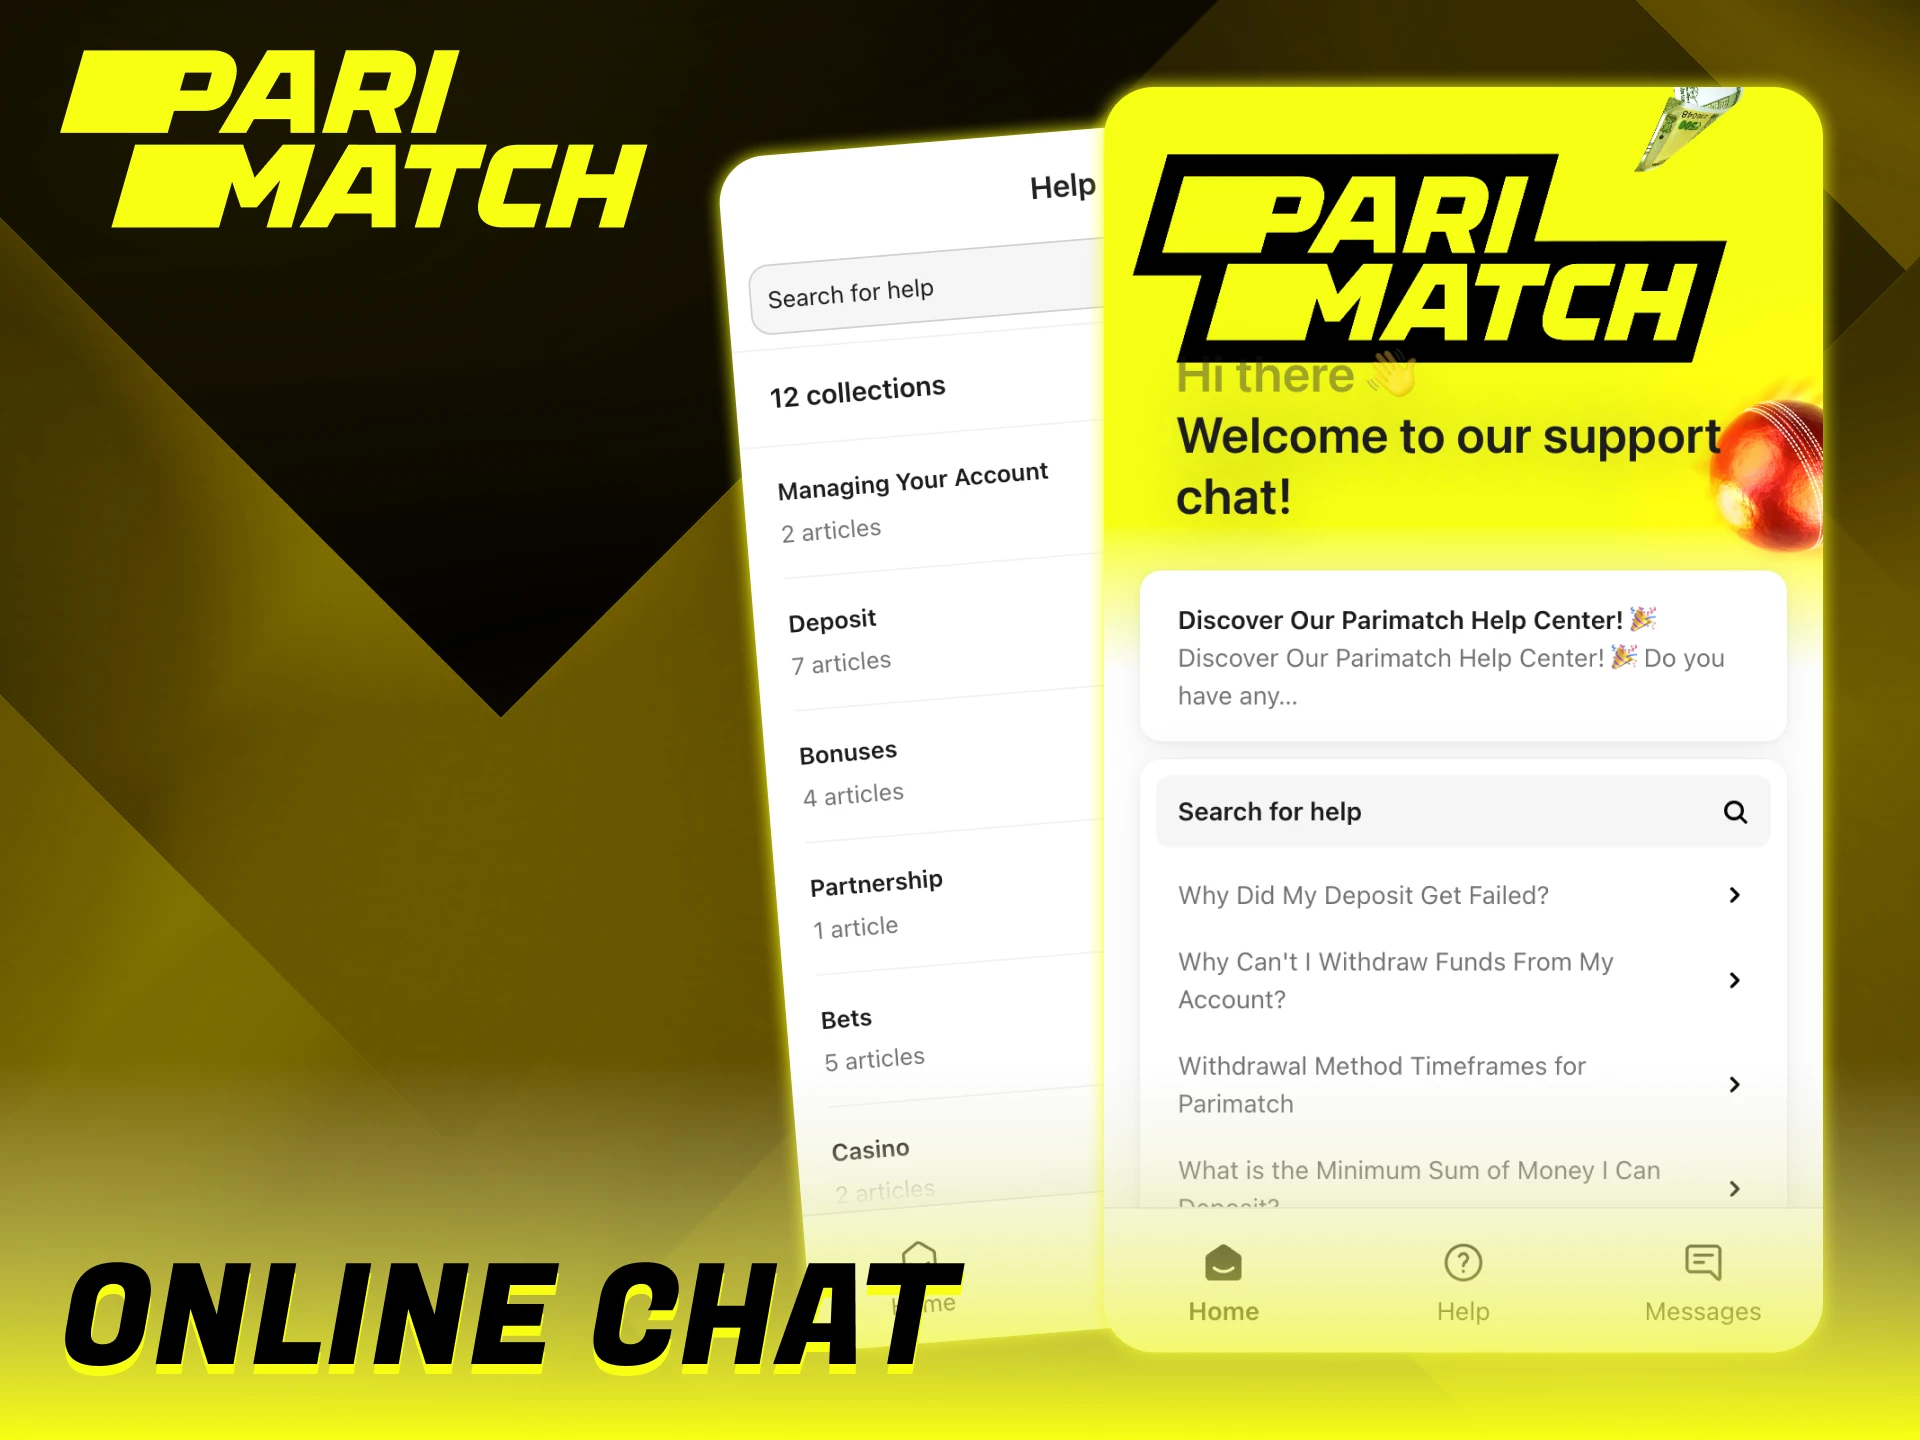 PARI
MATCH
Help
Search for help
12 collections
Managing Your Account
2 articles
Deposit
7 articles
Bonuses
4 articles
Partnership
1 article
Bets
5 articles
Casino
2 articles
PARI
MATCH
Hi there 👋
Welcome to our support
chat!
Discover Our Parimatch Help Center! 🎉
Discover Our Parimatch Help Center! 🎉 Do you
have any...
Search for help
Why Did My Deposit Get Failed?
Why Can't I Withdraw Funds From My
Account?
Withdrawal Method Timeframes for
Parimatch
What is the Minimum Sum of Money I Can
Deposit?
Home
Help
Messages
ONLINE CHAT